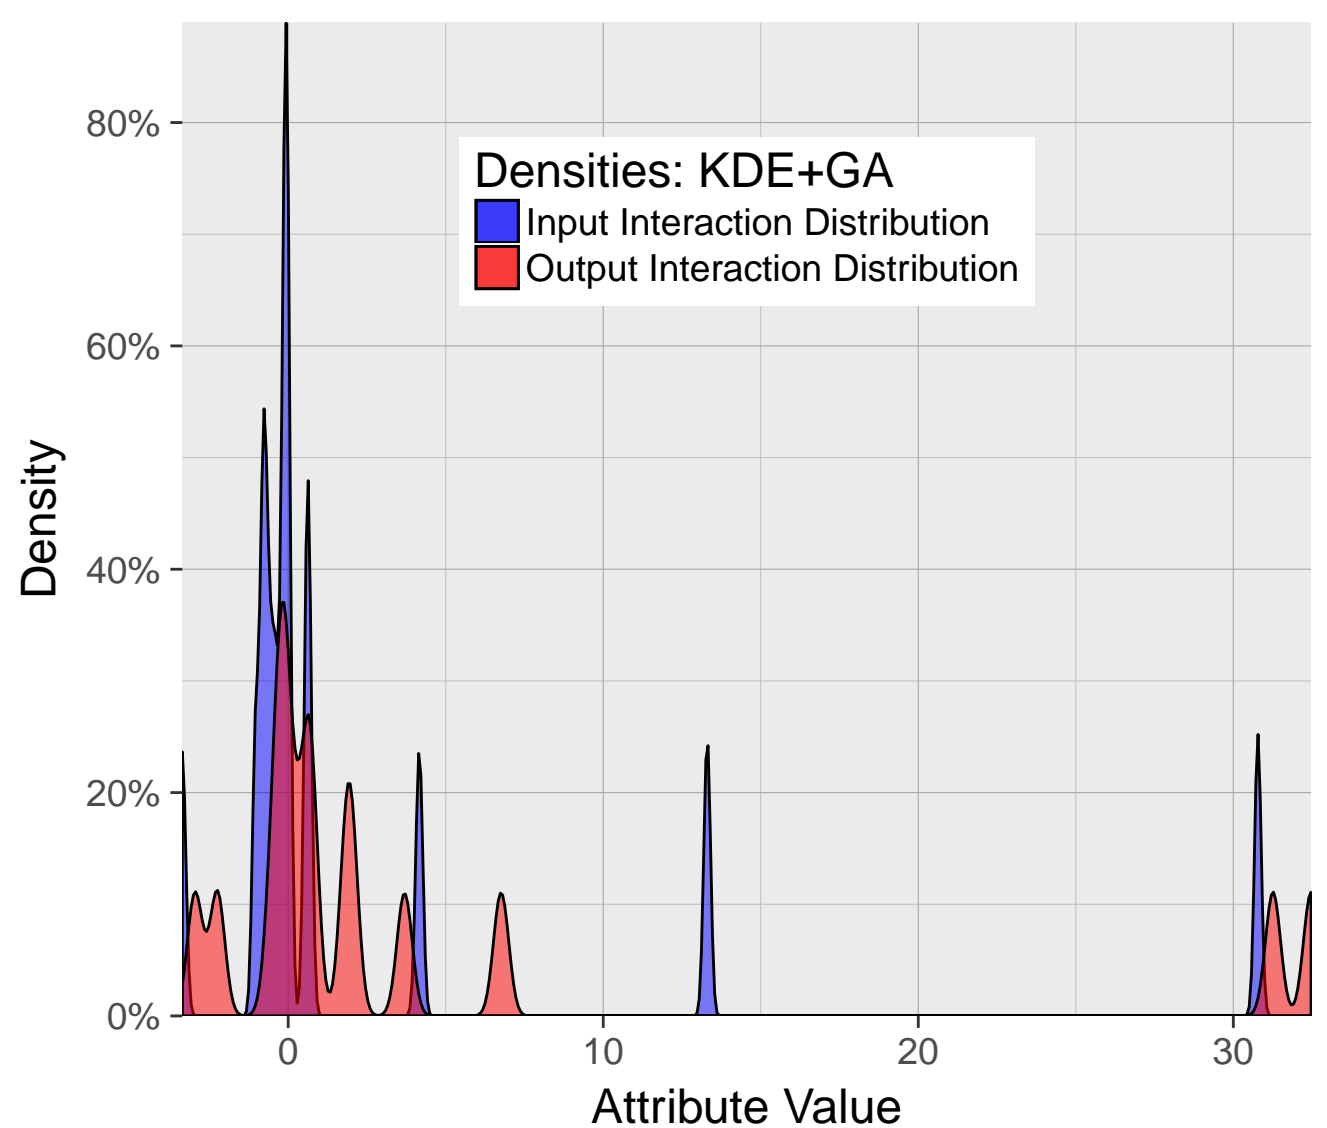 Densities: KDE+GA
Input Interaction Distribution
Output Interaction Distribution
Density
80%
60%
40%
20%
0%
0 10 20 30
Attribute Value